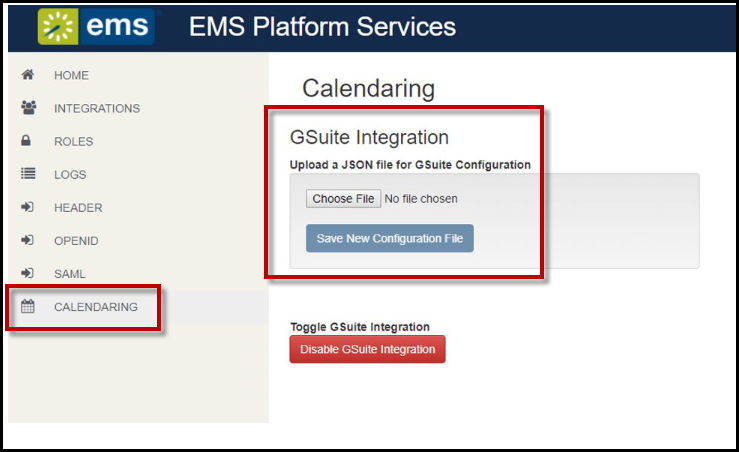 ems
EMS Platform Services
HOME
INTEGRATIONS
ROLES
LOGS
HEADER
OPENID
SAML
CALENDARING
Calendaring
GSuite Integration
Upload a JSON file for GSuite Configuration
Choose File No file chosen
Save New Configuration File
Toggle GSuite Integration
Disable GSuite Integration